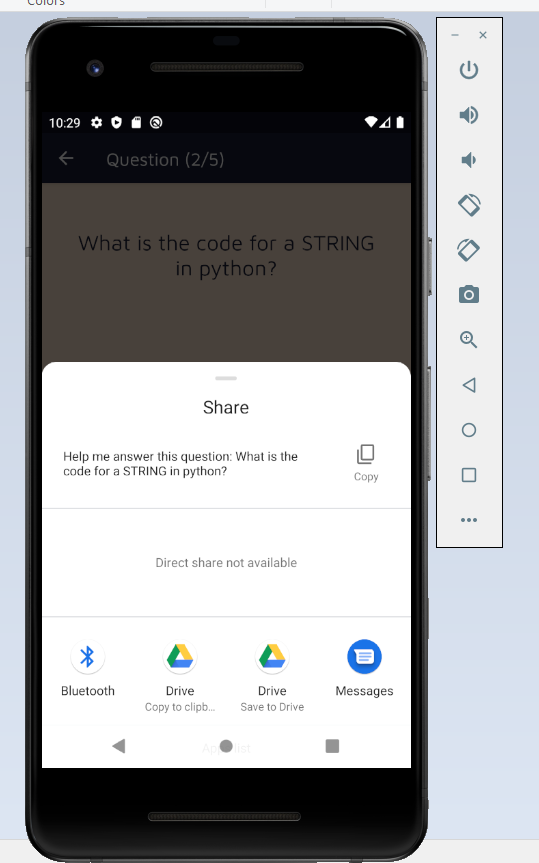 Colors
10:29
Question (2/5)
What is the code for a STRING
in python?
Share
Help me answer this question: What is the
code for a STRING in python?
Copy
Direct share not available
Bluetooth
Drive
Copy to clipb...
Drive
Save to Drive
Messages